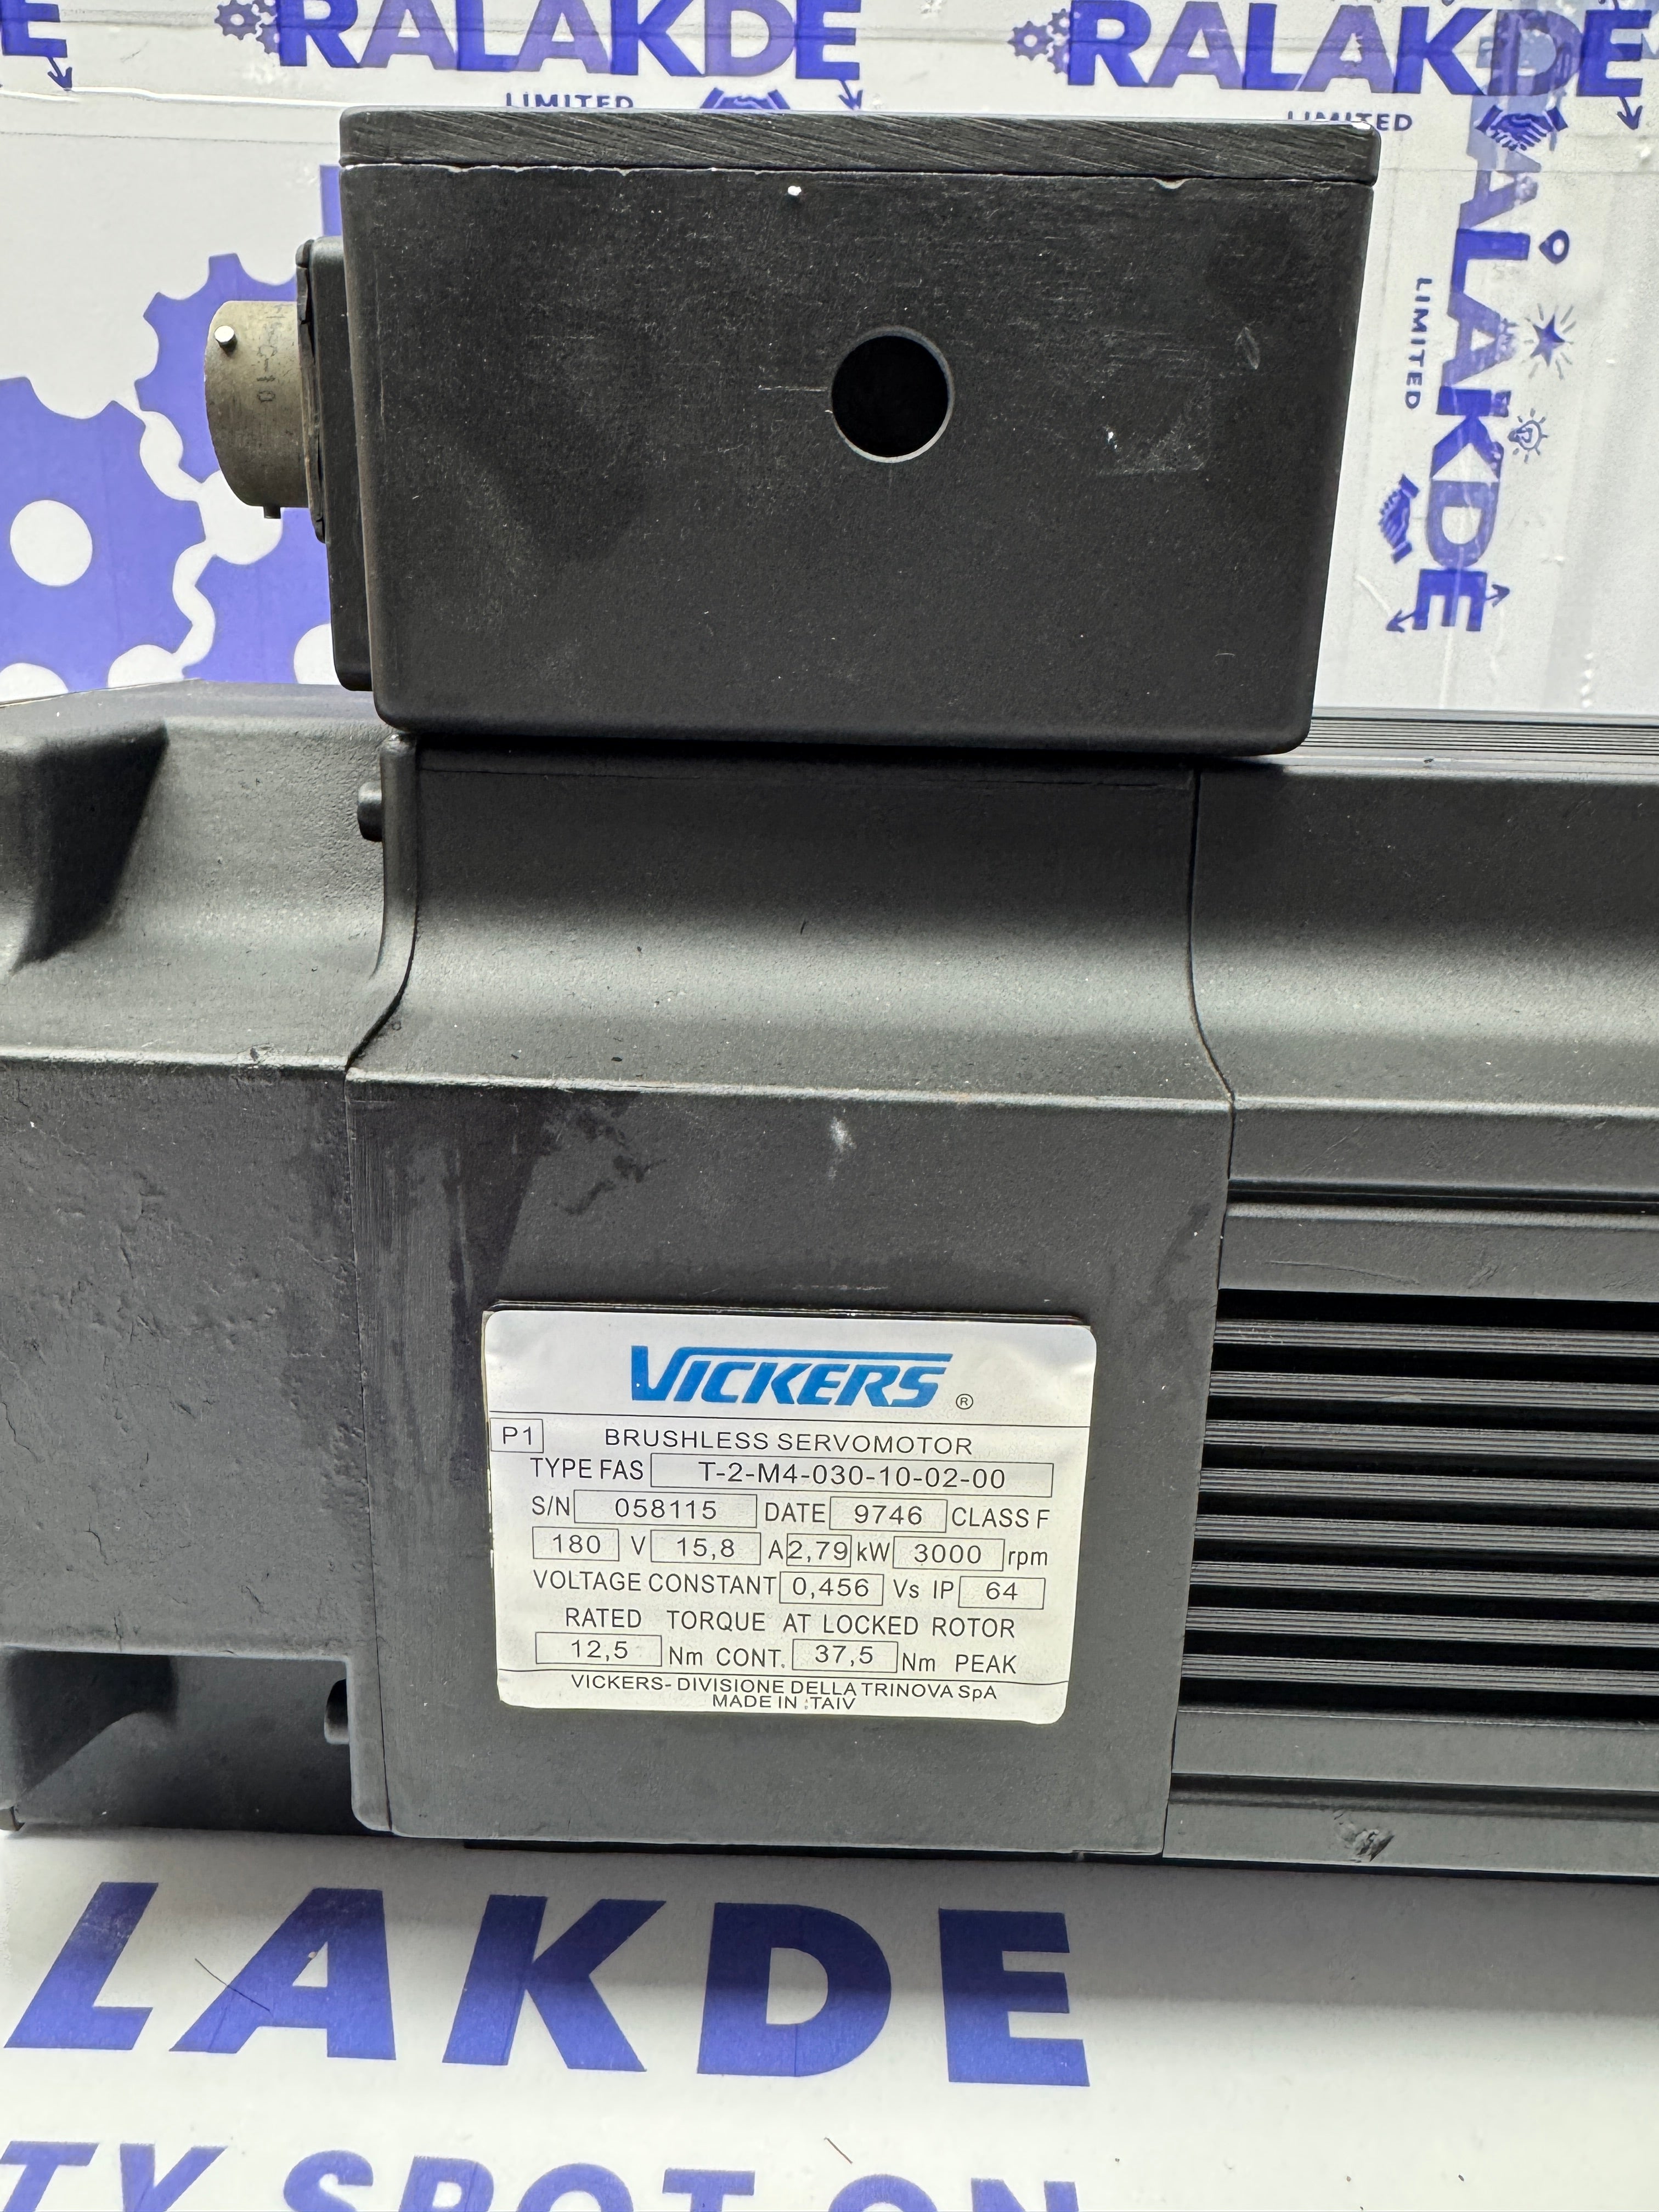 RALAKDE
LIMITED
RALAKDE
LIMITED
RALAKDE
LIMITED
VICKERS ®
P1 BRUSHLESS SERVOMOTOR
TYPE FAS T-2-M4-030-10-02-00
S/N 058115 DATE 9746 CLASS F
180 V 15,8 A 2,79 kW 3000 rpm
VOLTAGE CONSTANT 0,456 Vs IP 64
RATED TORQUE AT LOCKED ROTOR
12,5 Nm CONT. 37,5 Nm PEAK
VICKERS- DIVISIONE DELLA TRINOVA SpA
MADE IN :TAIV
LAKDE
TY SPOT ON